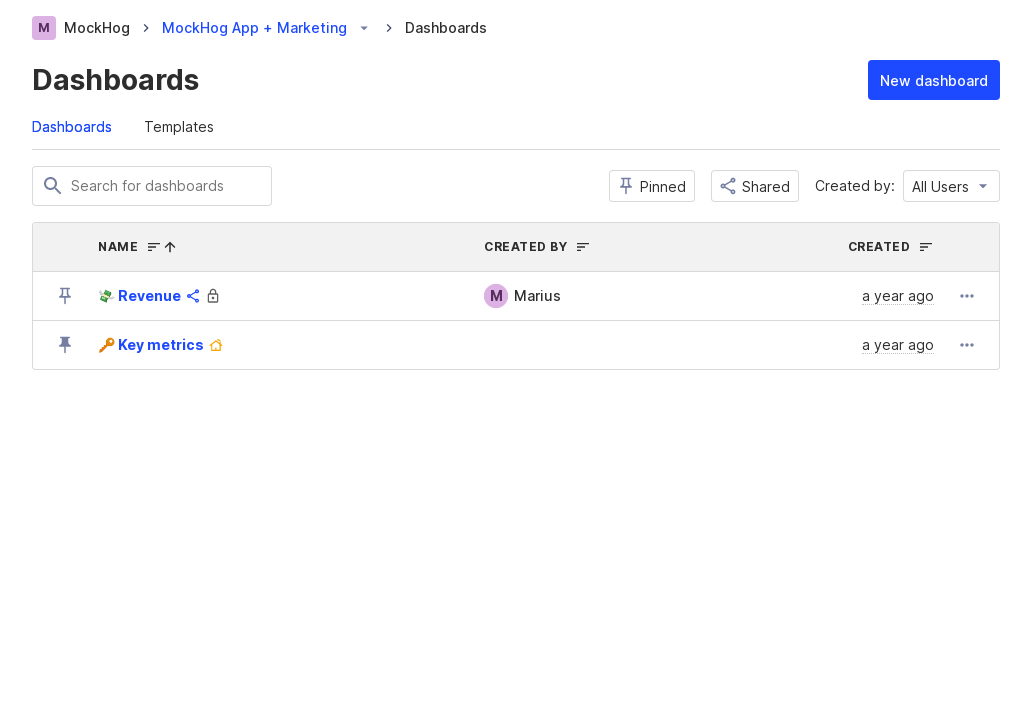 M MockHog > MockHog App + Marketing > Dashboards
Dashboards
New dashboard
Dashboards Templates
Search for dashboards
Pinned Shared Created by: All Users
NAME CREATED BY CREATED
Revenue M Marius a year ago
Key metrics a year ago